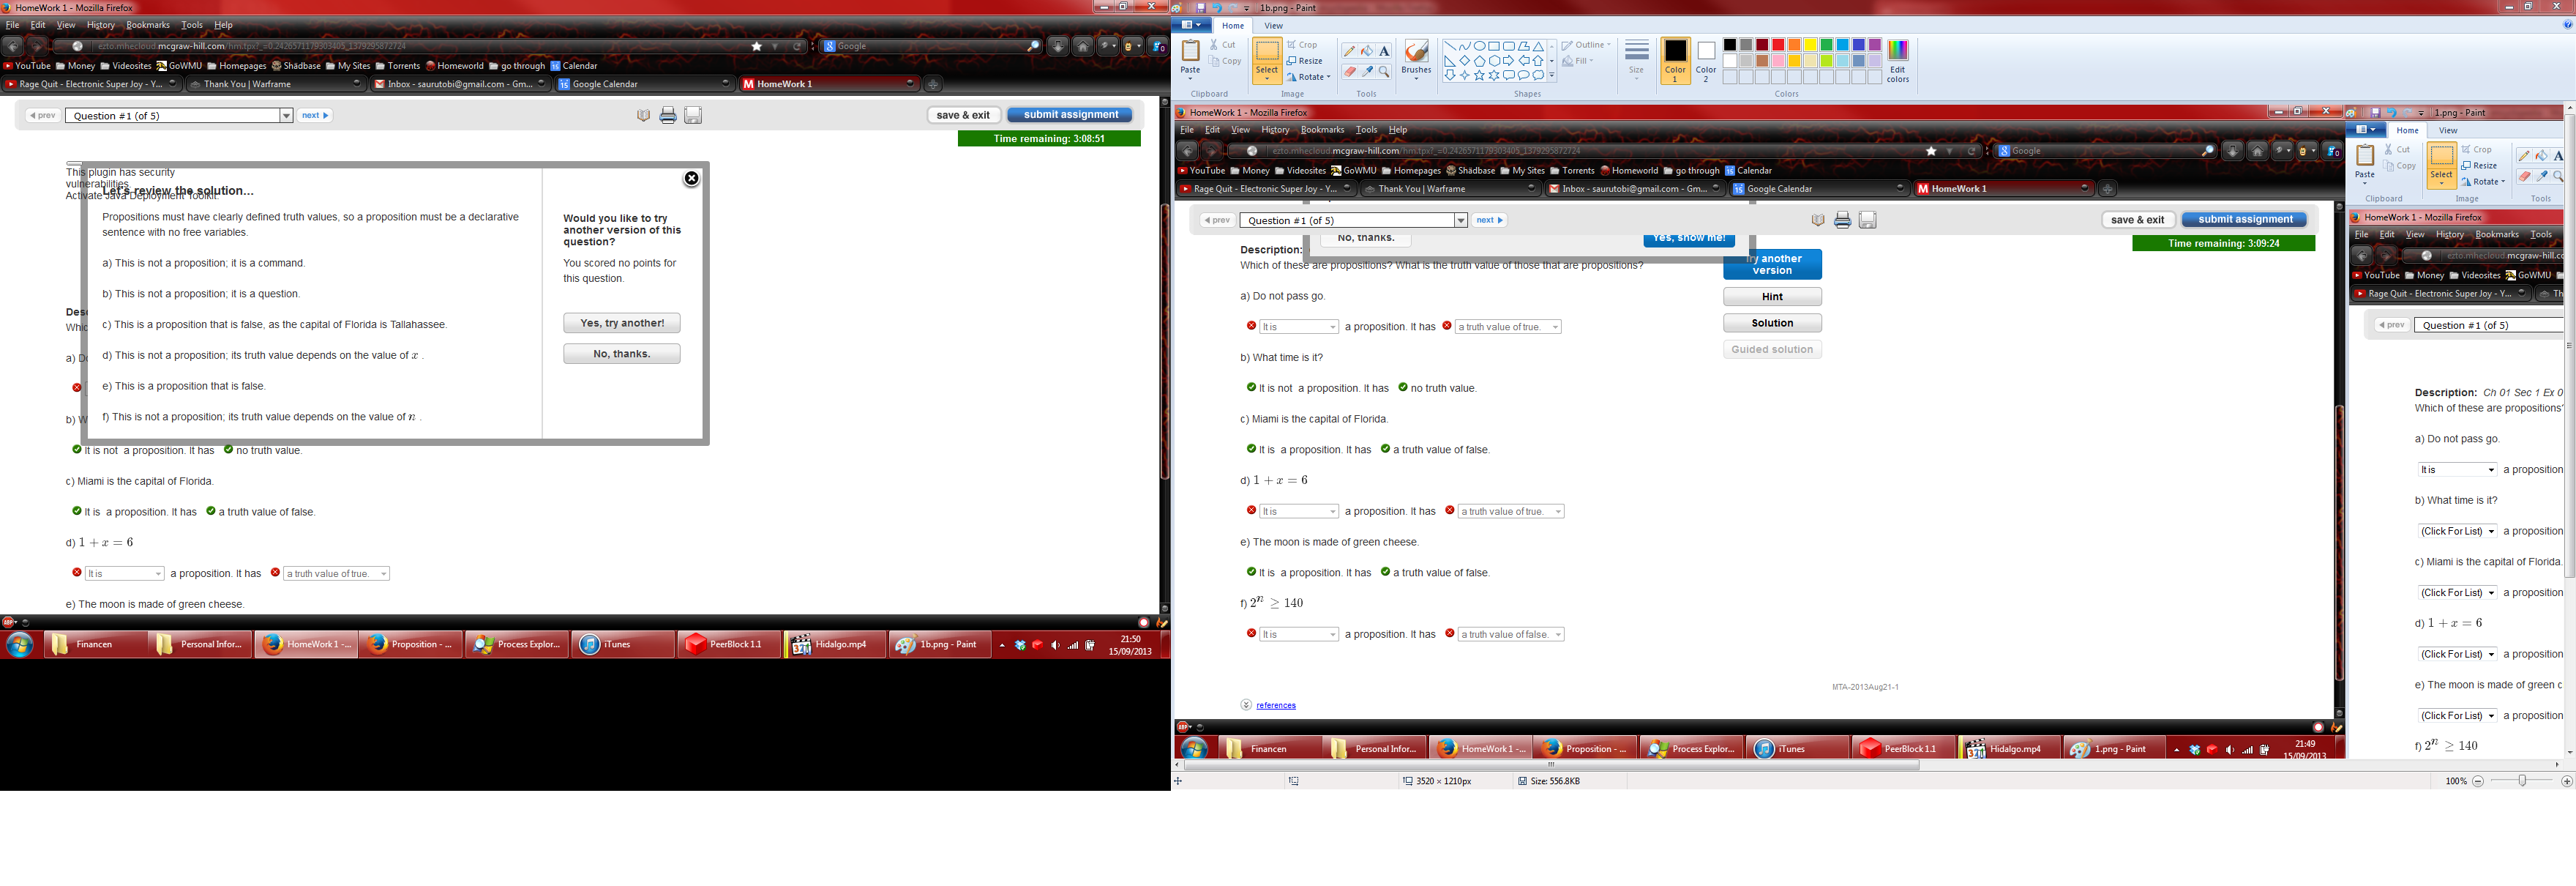 HomeWork 1 - Mozilla Firefox
File Edit View History Bookmarks Tools Help
ezto.mhecloud.mcgraw-hill.com/hm.tpx?_=0.2426571179303405_1379295872724
Google
YouTube Money Videosites GoWMU Homepages Shädbase My Sites Torrents Homeworld go through Calendar
Rage Quit - Electronic Super Joy - Y... Thank You | Warframe Inbox - saurutobi@gmail.com - Gm... Google Calendar HomeWork 1
prev Question #1 (of 5) next save & exit submit assignment
Time remaining: 3:08:51
This plugin has security
vulnerabilities.
Activate Java Deployment Toolkit.
Let's review the solution...
Propositions must have clearly defined truth values, so a proposition must be a declarative
sentence with no free variables.
a) This is not a proposition; it is a command.
b) This is not a proposition; it is a question.
c) This is a proposition that is false, as the capital of Florida is Tallahassee.
d) This is not a proposition; its truth value depends on the value of x .
e) This is a proposition that is false.
f) This is not a proposition; its truth value depends on the value of n .
Would you like to try
another version of this
question?
You scored no points for
this question.
Yes, try another!
No, thanks.
Des
Whic
a) Do
b) W
It is not a proposition. It has no truth value.
c) Miami is the capital of Florida.
It is a proposition. It has a truth value of false.
d) 1 + x = 6
It is a proposition. It has a truth value of true.
e) The moon is made of green cheese.
ABP
Financen Personal Infor... HomeWork 1 -... Proposition - ... Process Explor... iTunes PeerBlock 1.1 Hidalgo.mp4 1b.png - Paint
21:50
15/09/2013
1b.png - Paint
Home View
Paste Cut Copy Clipboard
Select Crop Resize Rotate Image
Tools
Brushes
Outline Fill Shapes
Size
Color 1 Color 2 Edit colors Colors
HomeWork 1 - Mozilla Firefox
File Edit View History Bookmarks Tools Help
ezto.mhecloud.mcgraw-hill.com/hm.tpx?_=0.2426571179303405_1379295872724
Google
YouTube Money Videosites GoWMU Homepages Shädbase My Sites Torrents Homeworld go through Calendar
Rage Quit - Electronic Super Joy - Y... Thank You | Warframe Inbox - saurutobi@gmail.com - Gm... Google Calendar HomeWork 1
prev Question #1 (of 5) next save & exit submit assignment
Time remaining: 3:09:24
No, thanks. Yes, show me!
Description:
Which of these are propositions? What is the truth value of those that are propositions?
Try another
version
Hint
Solution
Guided solution
a) Do not pass go.
It is a proposition. It has a truth value of true.
b) What time is it?
It is not a proposition. It has no truth value.
c) Miami is the capital of Florida.
It is a proposition. It has a truth value of false.
d) 1 + x = 6
It is a proposition. It has a truth value of true.
e) The moon is made of green cheese.
It is a proposition. It has a truth value of false.
f) 2ⁿ ≥ 140
It is a proposition. It has a truth value of false.
MTA-2013Aug21-1
references
ABP
Financen Personal Infor... HomeWork 1 -... Proposition - ... Process Explor... iTunes PeerBlock 1.1 Hidalgo.mp4 1.png - Paint
21:49
15/09/2013
1.png - Paint
Home View
Paste Cut Copy Clipboard
Select Crop Resize Rotate Image
Tools
HomeWork 1 - Mozilla Firefox
File Edit View History Bookmarks Tools
ezto.mhecloud.mcgraw-hill.co
YouTube Money Videosites GoWMU
Rage Quit - Electronic Super Joy - Y... Th
prev Question #1 (of 5)
Description: Ch 01 Sec 1 Ex 0
Which of these are propositions?
a) Do not pass go.
It is a proposition
b) What time is it?
(Click For List) a proposition
c) Miami is the capital of Florida.
(Click For List) a proposition
d) 1 + x = 6
(Click For List) a proposition
e) The moon is made of green c
(Click For List) a proposition
f) 2ⁿ ≥ 140
3520 × 1210px Size: 556.8KB 100%